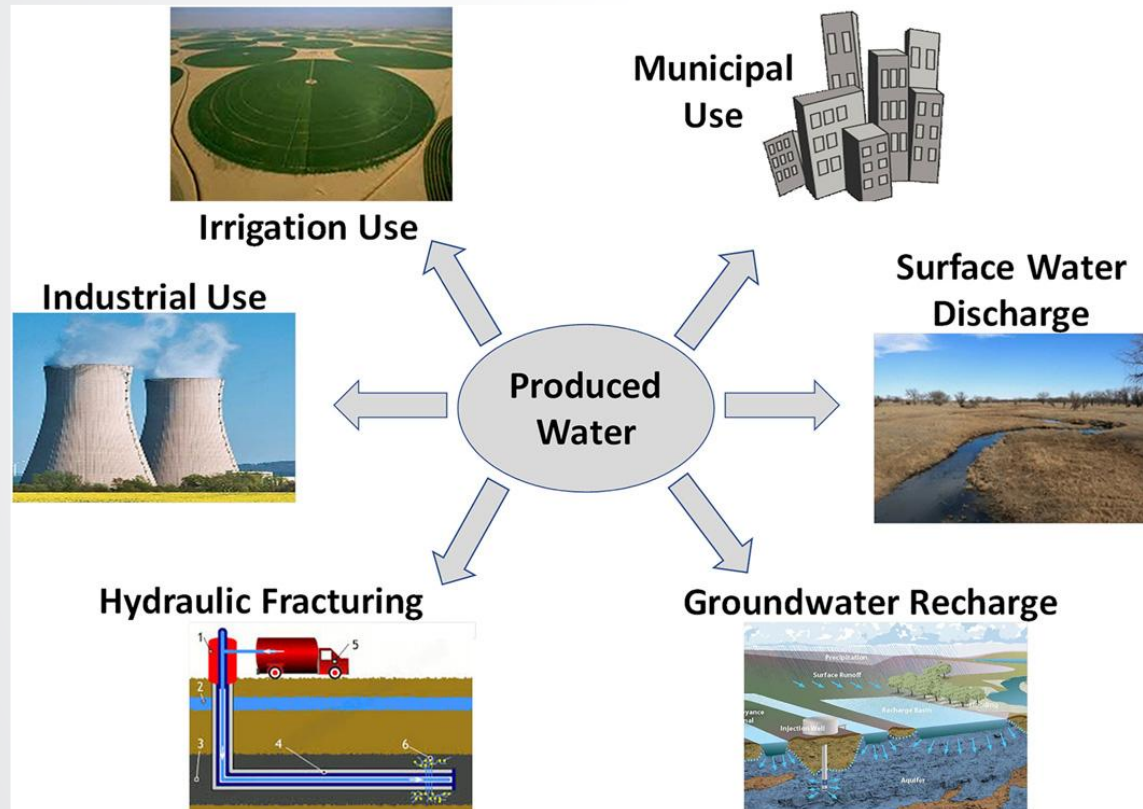 Irrigation Use
Municipal
Use
Industrial Use
Surface Water
Discharge
Produced
Water
Hydraulic Fracturing
1
2
3
4
5
6
Groundwater Recharge
Precipitation
Surface Runoff
Recharge Basin
Injection Well
Aquifer